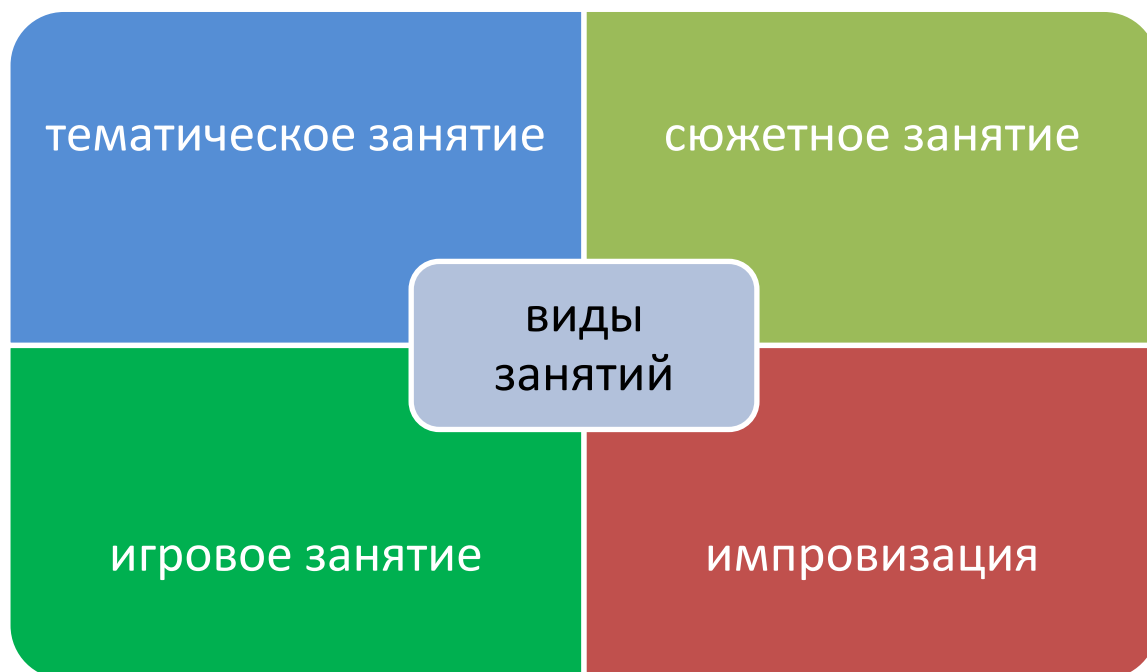 тематическое занятие
сюжетное занятие
виды
занятий
игровое занятие
импровизация